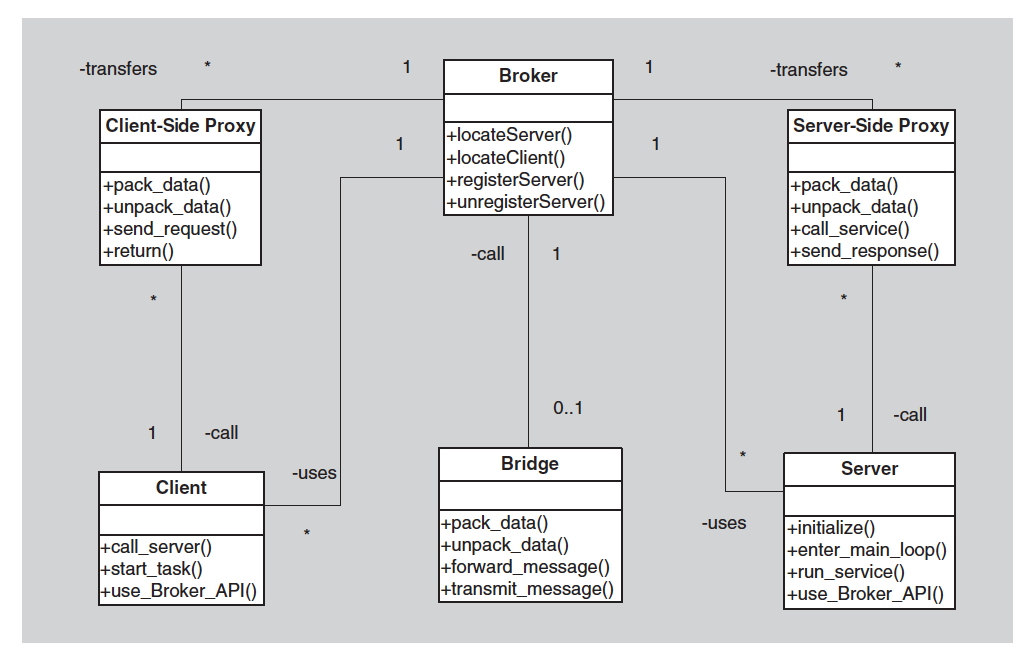 -transfers * 1 Broker 1 -transfers *
Client-Side Proxy
+pack_data()
+unpack_data()
+send_request()
+return()
+locateServer()
+locateClient()
+registerServer()
+unregisterServer()
1
1
Server-Side Proxy
+pack_data()
+unpack_data()
+call_service()
+send_response()
-call 1
*
*
0..1
1 -call
1 -call
-uses
*
Client
+call_server()
+start_task()
+use_Broker_API()
Bridge
+pack_data()
+unpack_data()
+forward_message()
+transmit_message()
*
-uses
Server
+initialize()
+enter_main_loop()
+run_service()
+use_Broker_API()